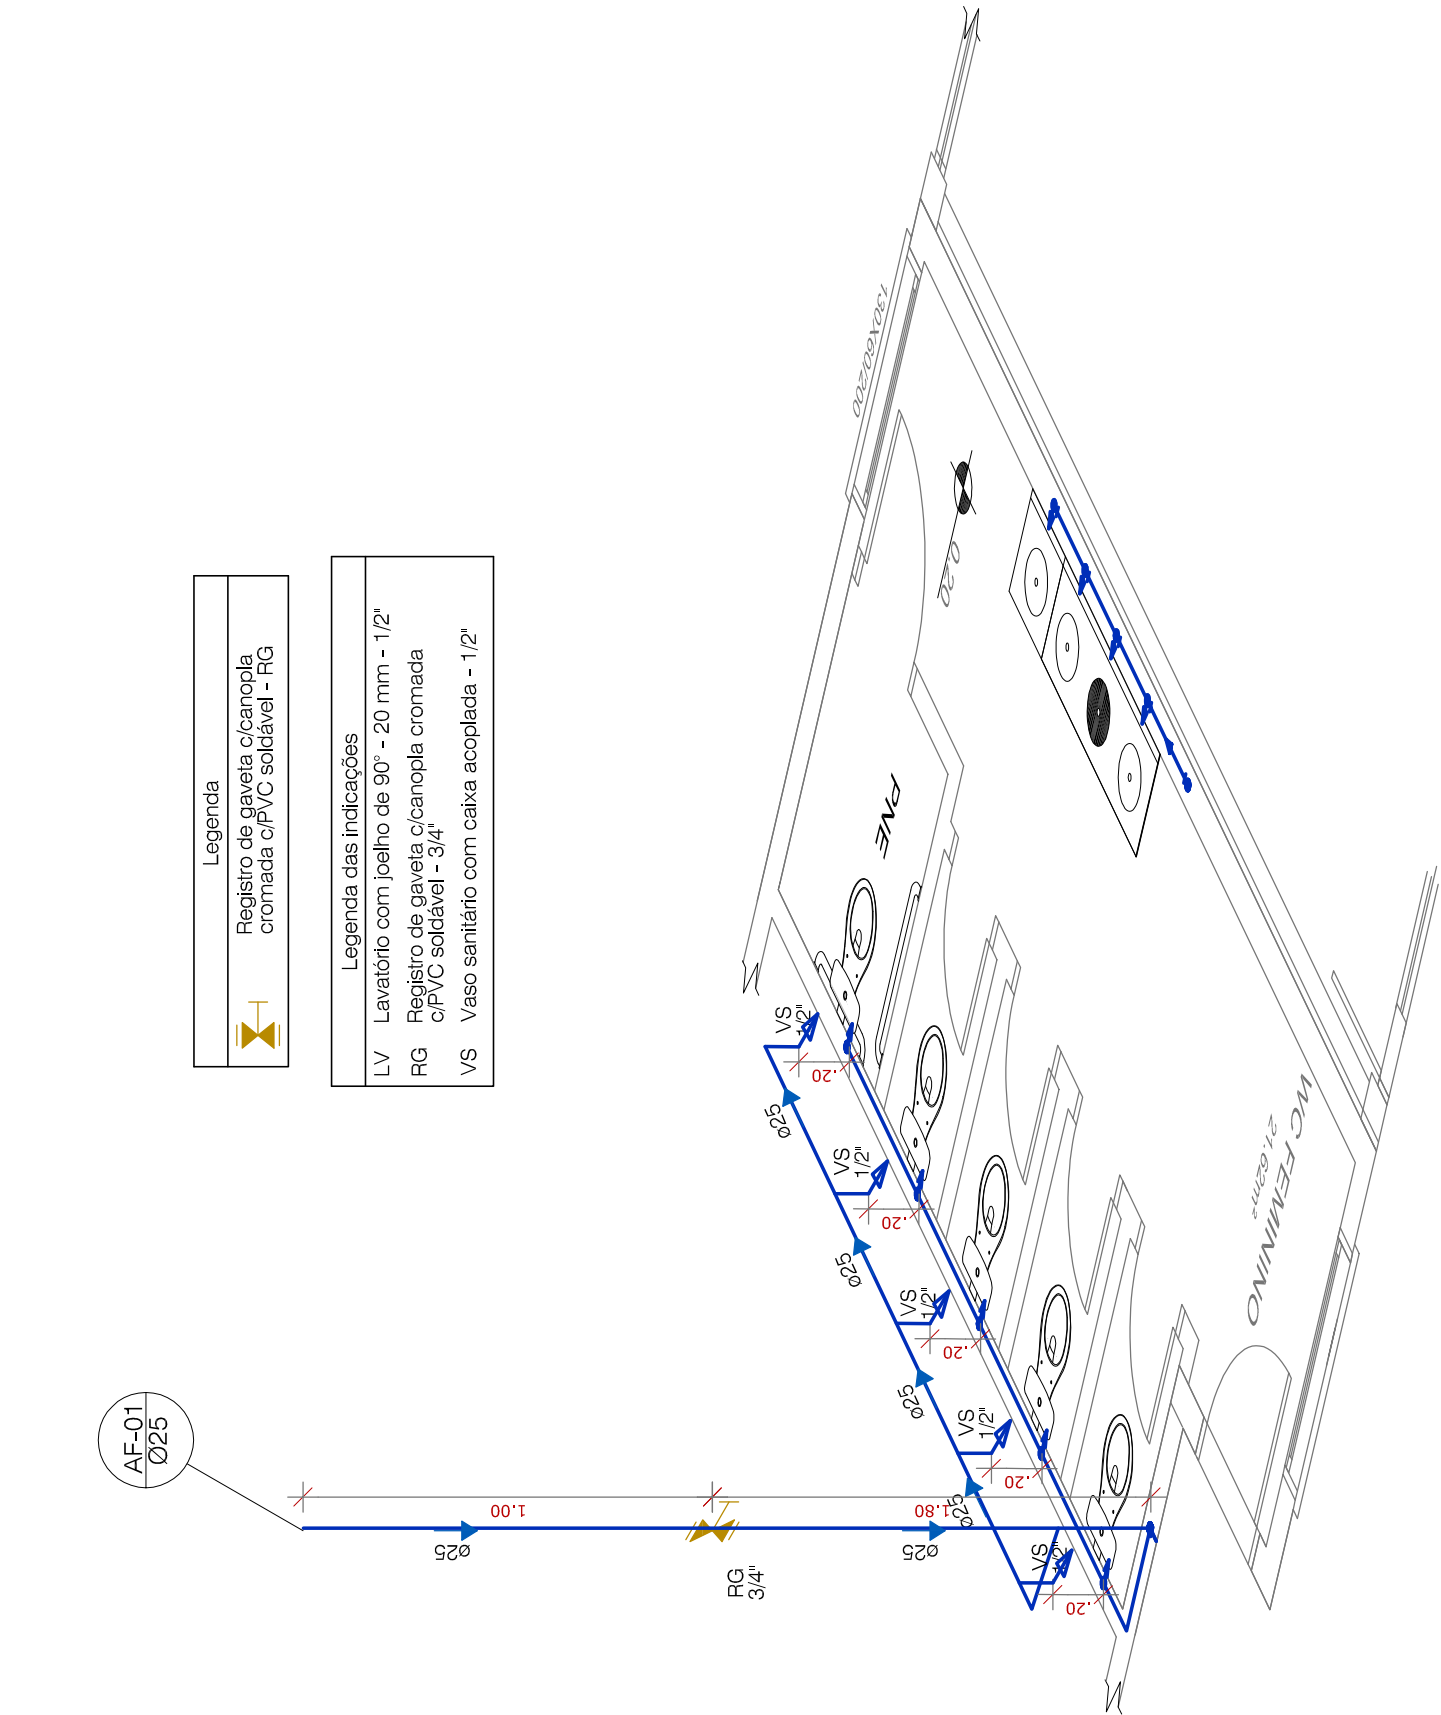 Legenda
Registro de gaveta c/canopla
cromada c/PVC soldável - RG
Legenda das indicações
LV Lavatório com joelho de 90° - 20 mm - 1/2"
RG Registro de gaveta c/canopla cromada
c/PVC soldável - 3/4"
VS Vaso sanitário com caixa acoplada - 1/2"
AF-01
Ø25
1.00
1.80
Ø25
Ø25
RG
3/4"
Ø25
Ø25
Ø25
Ø25
VS
1/2"
.20
VS
1/2"
.20
VS
1/2"
.20
VS
1/2"
.20
VS
1/2"
.20
130X60/200
0.20
PNE
WC FEMININO
21.62m²